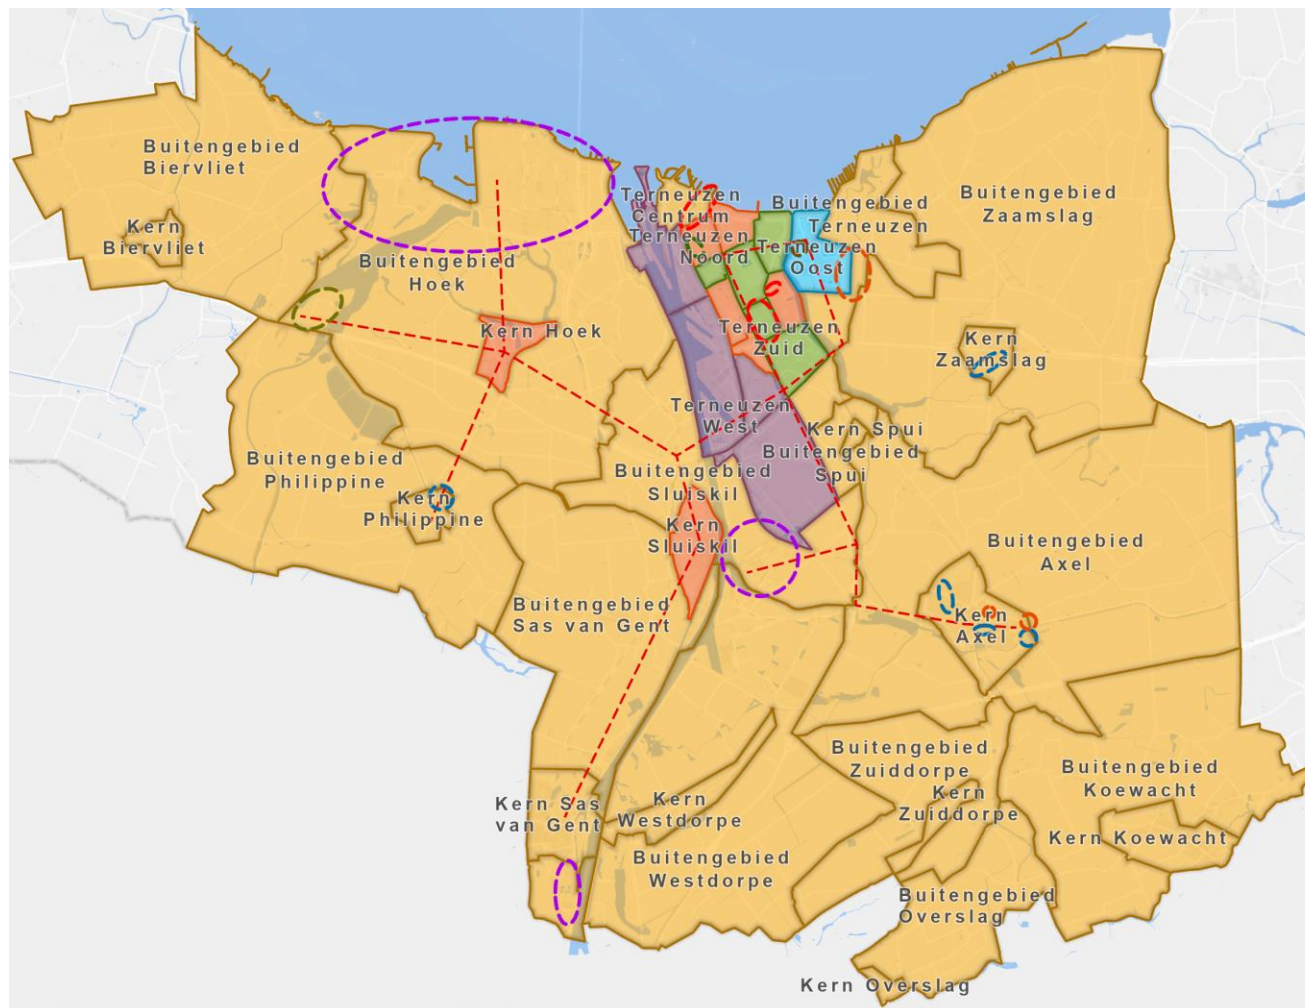 Buitengebied
Biervliet
Kern
Biervliet
Buitengebied
Hoek
Kern Hoek
Terneuzen
Centrum
Terneuzen
Noord
Buitengebied
Terneuzen
Terneuzen
Oost
Buitengebied
Zaamslag
Kern
Zaamslag
Terneuzen
Zuid
Terneuzen
West
Kern Spui
Buitengebied
Spui
Buitengebied
Sluiskil
Kern
Sluiskil
Buitengebied
Philippine
Kern
Philippine
Buitengebied
Sas van Gent
Buitengebied
Axel
Kern
Axel
Kern Sas
van Gent
Kern
Westdorpe
Buitengebied
Westdorpe
Buitengebied
Zuiddorpe
Kern
Zuiddorpe
Buitengebied
Koewacht
Kern Koewacht
Buitengebied
Overslag
Kern Overslag